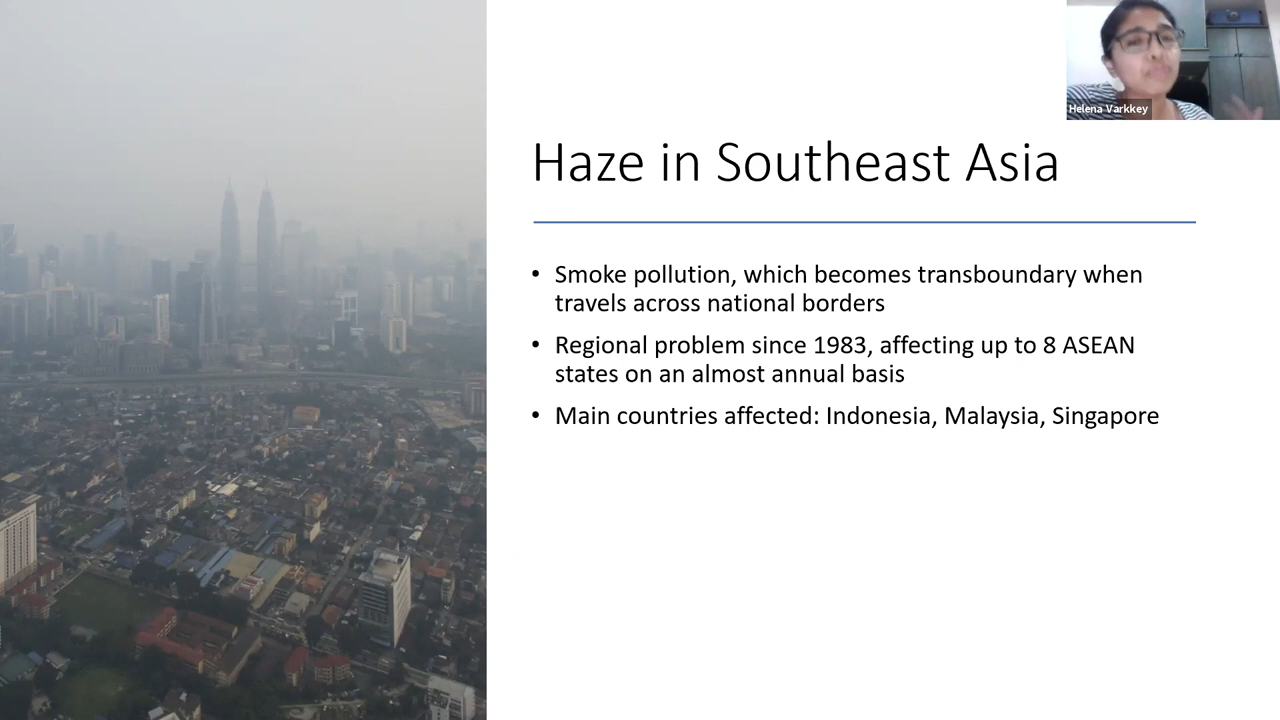 Helena Varkkey
Haze in Southeast Asia
• Smoke pollution, which becomes transboundary when
travels across national borders
• Regional problem since 1983, affecting up to 8 ASEAN
states on an almost annual basis
• Main countries affected: Indonesia, Malaysia, Singapore